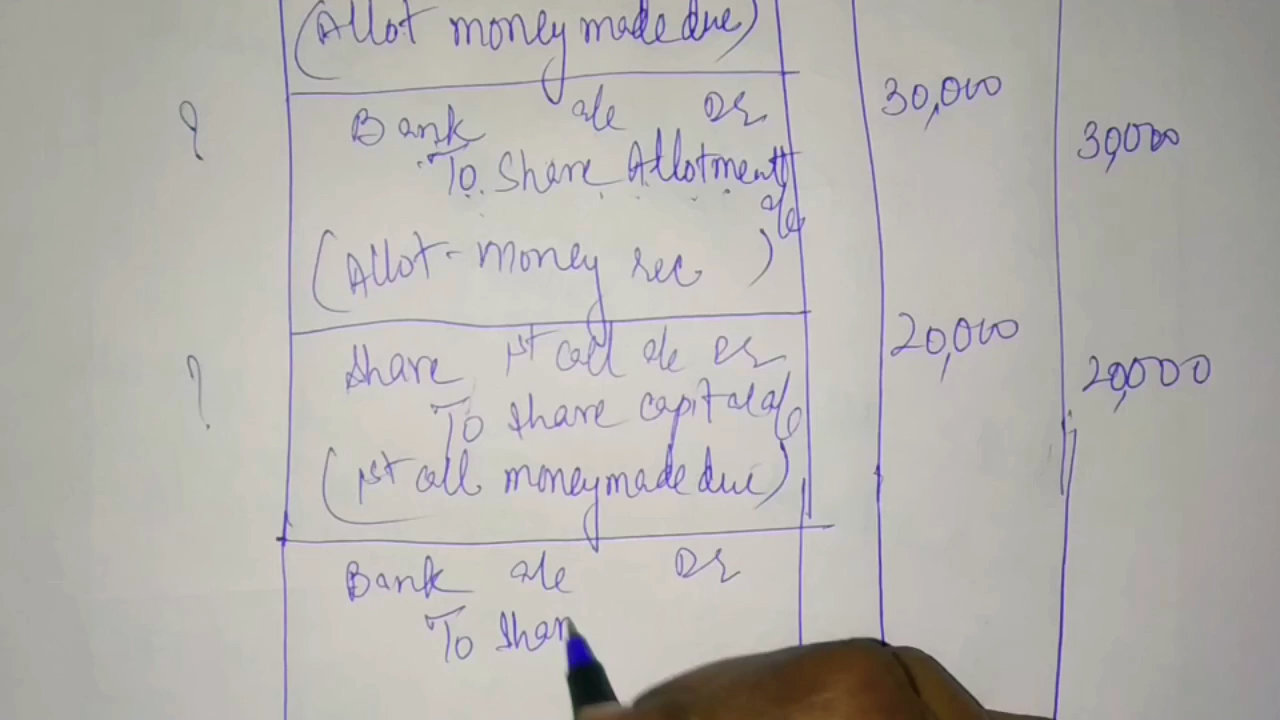 (Allot money made due)
? Bank a/c Dr 30,000
To Share Allotment a/c 30,000
(Allot- money rec)
? Share 1st call a/c Dr 20,000
To Share capital a/c 20,000
(1st call money made due)
Bank a/c Dr
To Shar